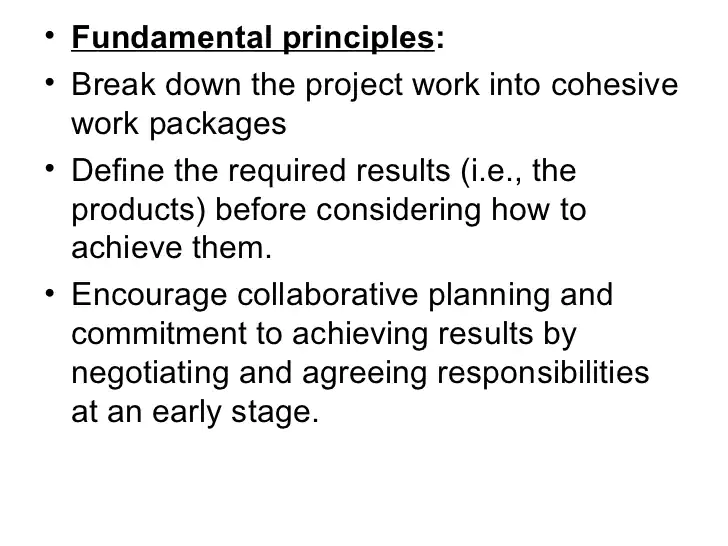 • Fundamental principles:
• Break down the project work into cohesive
work packages
• Define the required results (i.e., the
products) before considering how to
achieve them.
• Encourage collaborative planning and
commitment to achieving results by
negotiating and agreeing responsibilities
at an early stage.